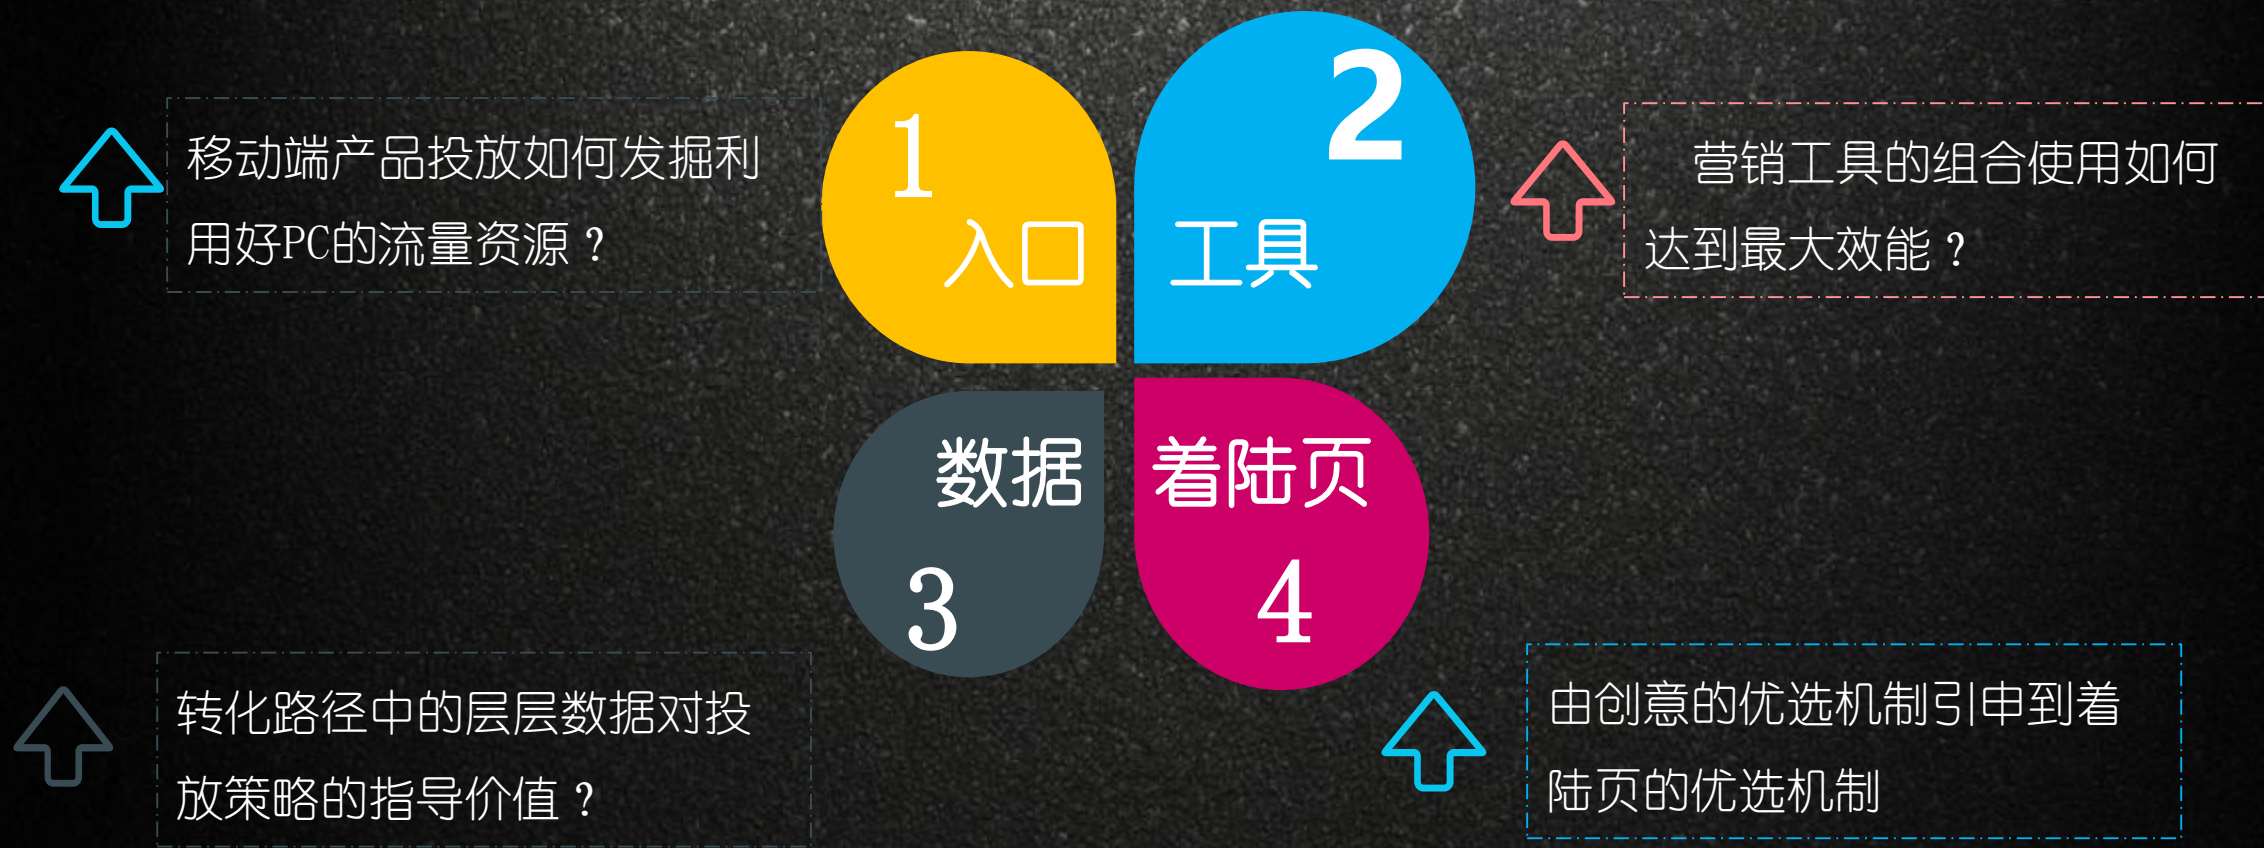 移动端产品投放如何发掘利
用好PC的流量资源？
1
入口
2
工具
营销工具的组合使用如何
达到最大效能？
数据
3
着陆页
4
转化路径中的层层数据对投
放策略的指导价值？
由创意的优选机制引申到着
陆页的优选机制